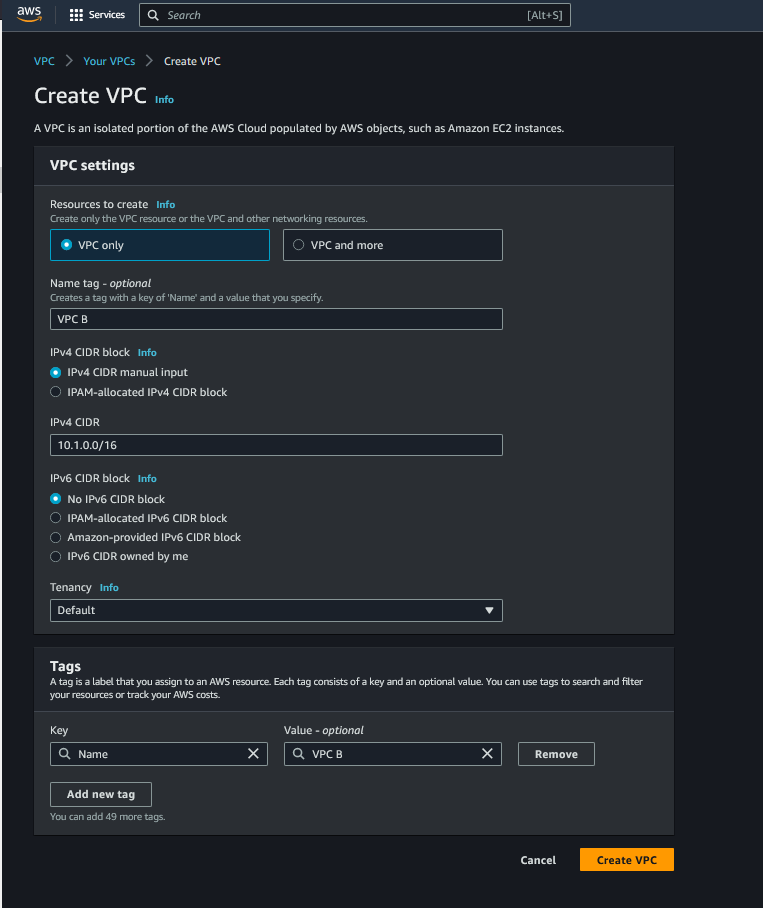 aws
Services
Search [Alt+S]
VPC > Your VPCs > Create VPC
Create VPC Info
A VPC is an isolated portion of the AWS Cloud populated by AWS objects, such as Amazon EC2 instances.
VPC settings
Resources to create Info
Create only the VPC resource or the VPC and other networking resources.
VPC only
VPC and more
Name tag - optional
Creates a tag with a key of 'Name' and a value that you specify.
VPC B
IPv4 CIDR block Info
IPv4 CIDR manual input
IPAM-allocated IPv4 CIDR block
IPv4 CIDR
10.1.0.0/16
IPv6 CIDR block Info
No IPv6 CIDR block
IPAM-allocated IPv6 CIDR block
Amazon-provided IPv6 CIDR block
IPv6 CIDR owned by me
Tenancy Info
Default
Tags
A tag is a label that you assign to an AWS resource. Each tag consists of a key and an optional value. You can use tags to search and filter
your resources or track your AWS costs.
Key
Value - optional
Name
VPC B
Remove
Add new tag
You can add 49 more tags.
Cancel
Create VPC